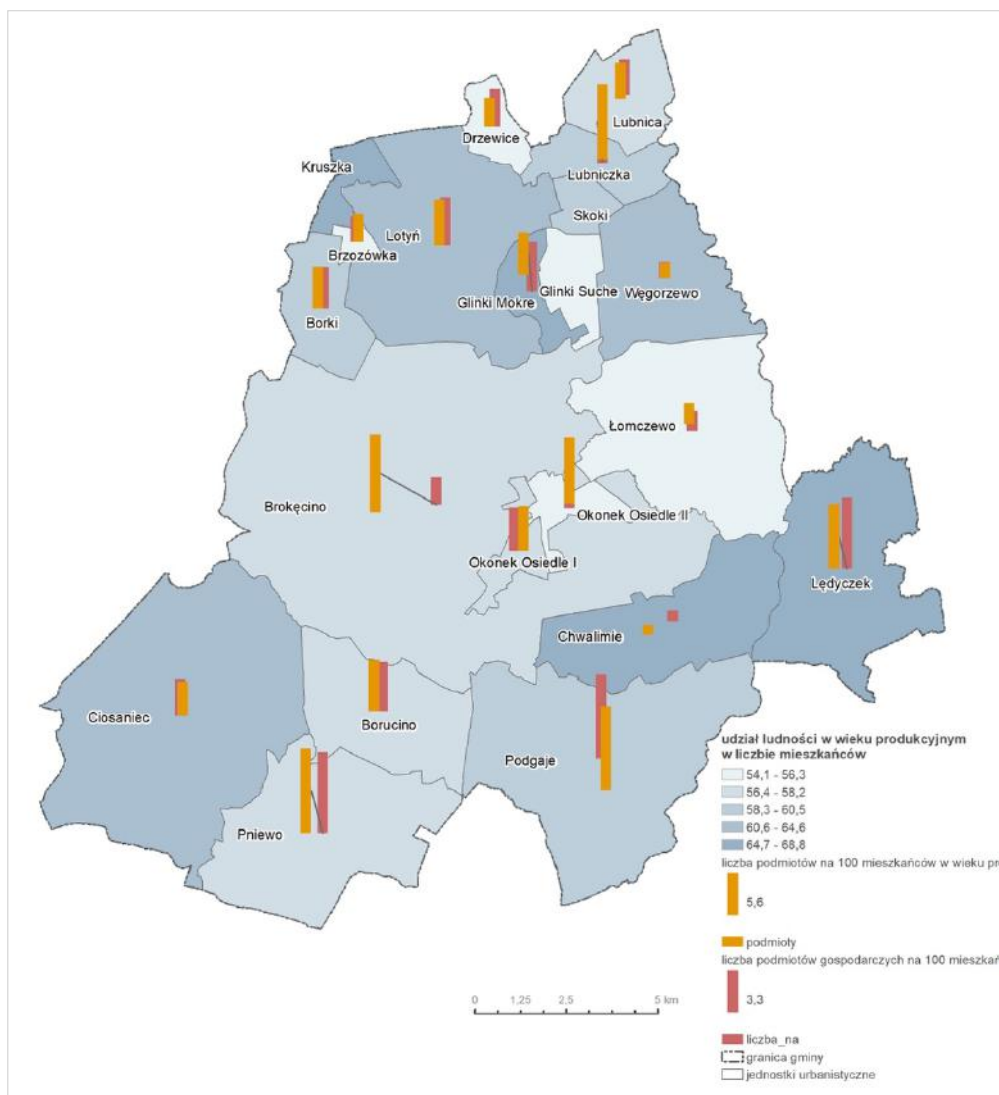 Lubnica
Drzewice
Kruszka
Lubniczka
Skoki
Lotyń
Brzozówka
Glinki Mokre
Glinki Suche
Węgorzewo
Borki
Łomczewo
Brokęcino
Okonek Osiedle II
Okonek Osiedle I
Lędyczek
Chwalimie
Ciosaniec
Borucino
Podgaje
Pniewo
udział ludności w wieku produkcyjnym
w liczbie mieszkańców
54,1 - 56,3
56,4 - 58,2
58,3 - 60,5
60,6 - 64,6
64,7 - 68,8
liczba podmiotów na 100 mieszkańców w wieku pro
5,6
podmioty
liczba podmiotów gospodarczych na 100 mieszkań
3,3
liczba_na
granica gminy
jednostki urbanistyczne
0 1,25 2,5 5 km